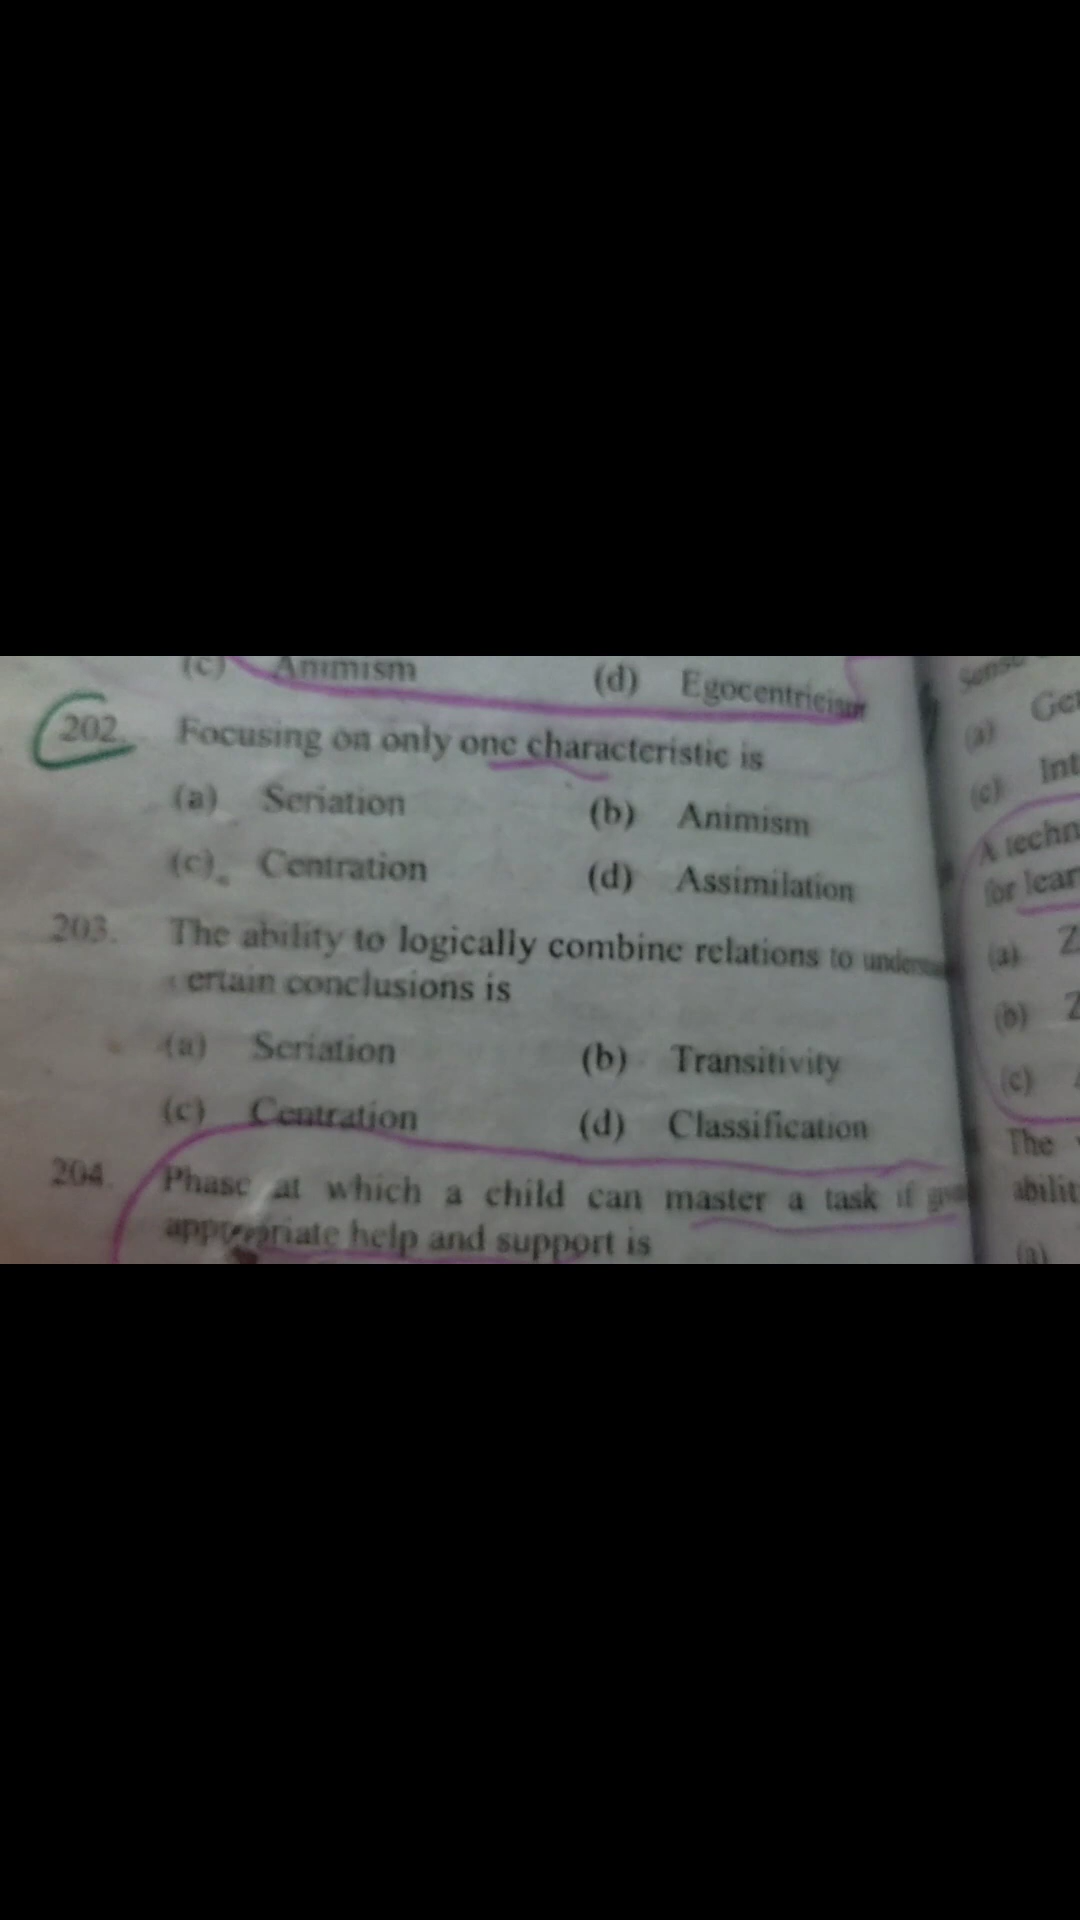 (c) Animism (d) Egocentricism
202. Focusing on only one characteristic is
(a) Seriation (b) Animism
(c) Centration (d) Assimilation
203. The ability to logically combine relations to
certain conclusions is
(a) Seriation (b) Transitivity
(c) Centration (d) Classification
204. Phase at which a child can master a task if
appropriate help and support is
(a)
(c) Int
A techn
for lear
(a) Z
(b) Z
(c)
The
abilit
(a)